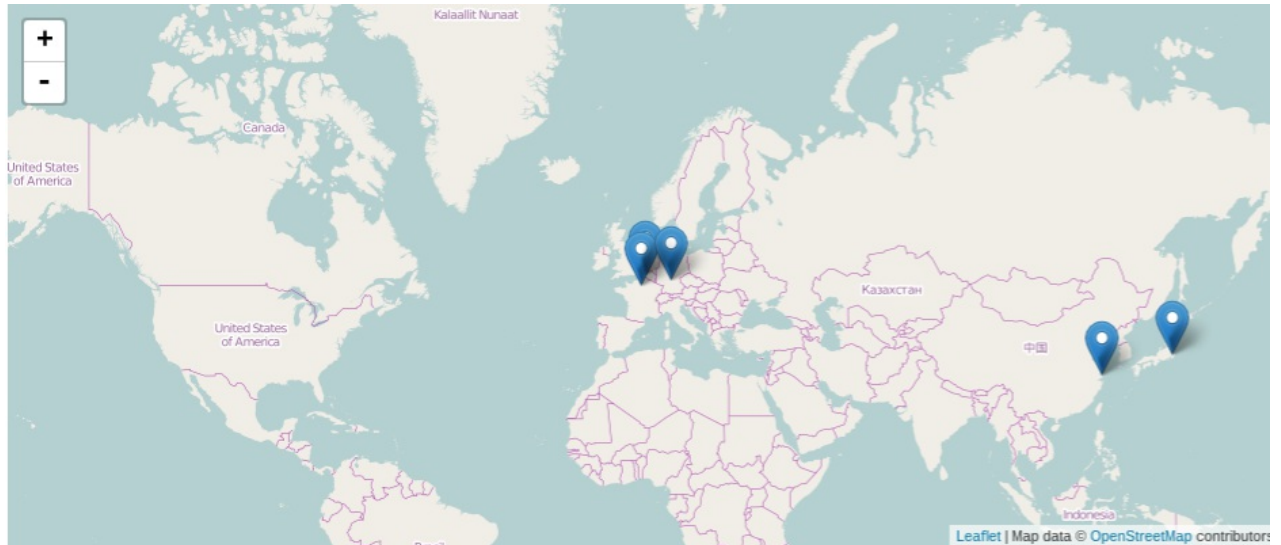 +
-
Kalaallit Nunaat
Canada
United States
of America
United States
of America
Казахстан
中国
Indonesia
Leaflet | Map data © OpenStreetMap contributors